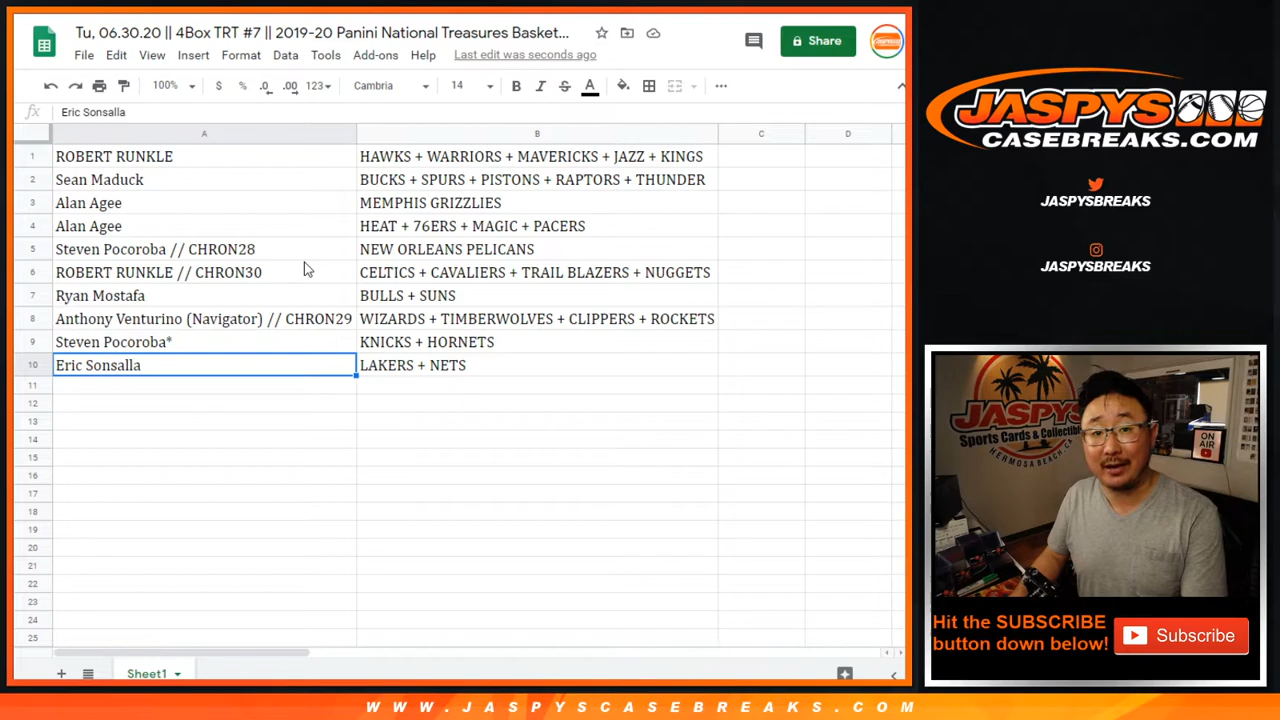 Tu, 06.30.20 || 4Box TRT #7 || 2019-20 Panini National Treasures Basket...
File Edit View Insert Format Data Tools Add-ons Help Last edit was seconds ago
Share
100% $ % .0 .00 123 Cambria 14 B I S A
fx Eric Sonsalla
A B C D
1 ROBERT RUNKLE HAWKS + WARRIORS + MAVERICKS + JAZZ + KINGS
2 Sean Maduck BUCKS + SPURS + PISTONS + RAPTORS + THUNDER
3 Alan Agee MEMPHIS GRIZZLIES
4 Alan Agee HEAT + 76ERS + MAGIC + PACERS
5 Steven Pocoroba // CHRON28 NEW ORLEANS PELICANS
6 ROBERT RUNKLE // CHRON30 CELTICS + CAVALIERS + TRAIL BLAZERS + NUGGETS
7 Ryan Mostafa BULLS + SUNS
8 Anthony Venturino (Navigator) // CHRON29 WIZARDS + TIMBERWOLVES + CLIPPERS + ROCKETS
9 Steven Pocoroba* KNICKS + HORNETS
10 Eric Sonsalla LAKERS + NETS
11
12
13
14
15
16
17
18
19
20
21
22
23
24
25
Sheet1
JASPYS
CASEBREAKS.COM
JASPYSBREAKS
JASPYSBREAKS
JASPYS
Sports Cards & Collectibles
HERMOSA BEACH, CA
ON
AIR
Hit the SUBSCRIBE
button down below!
Subscribe
WWW.JASPYSCASEBREAKS.COM